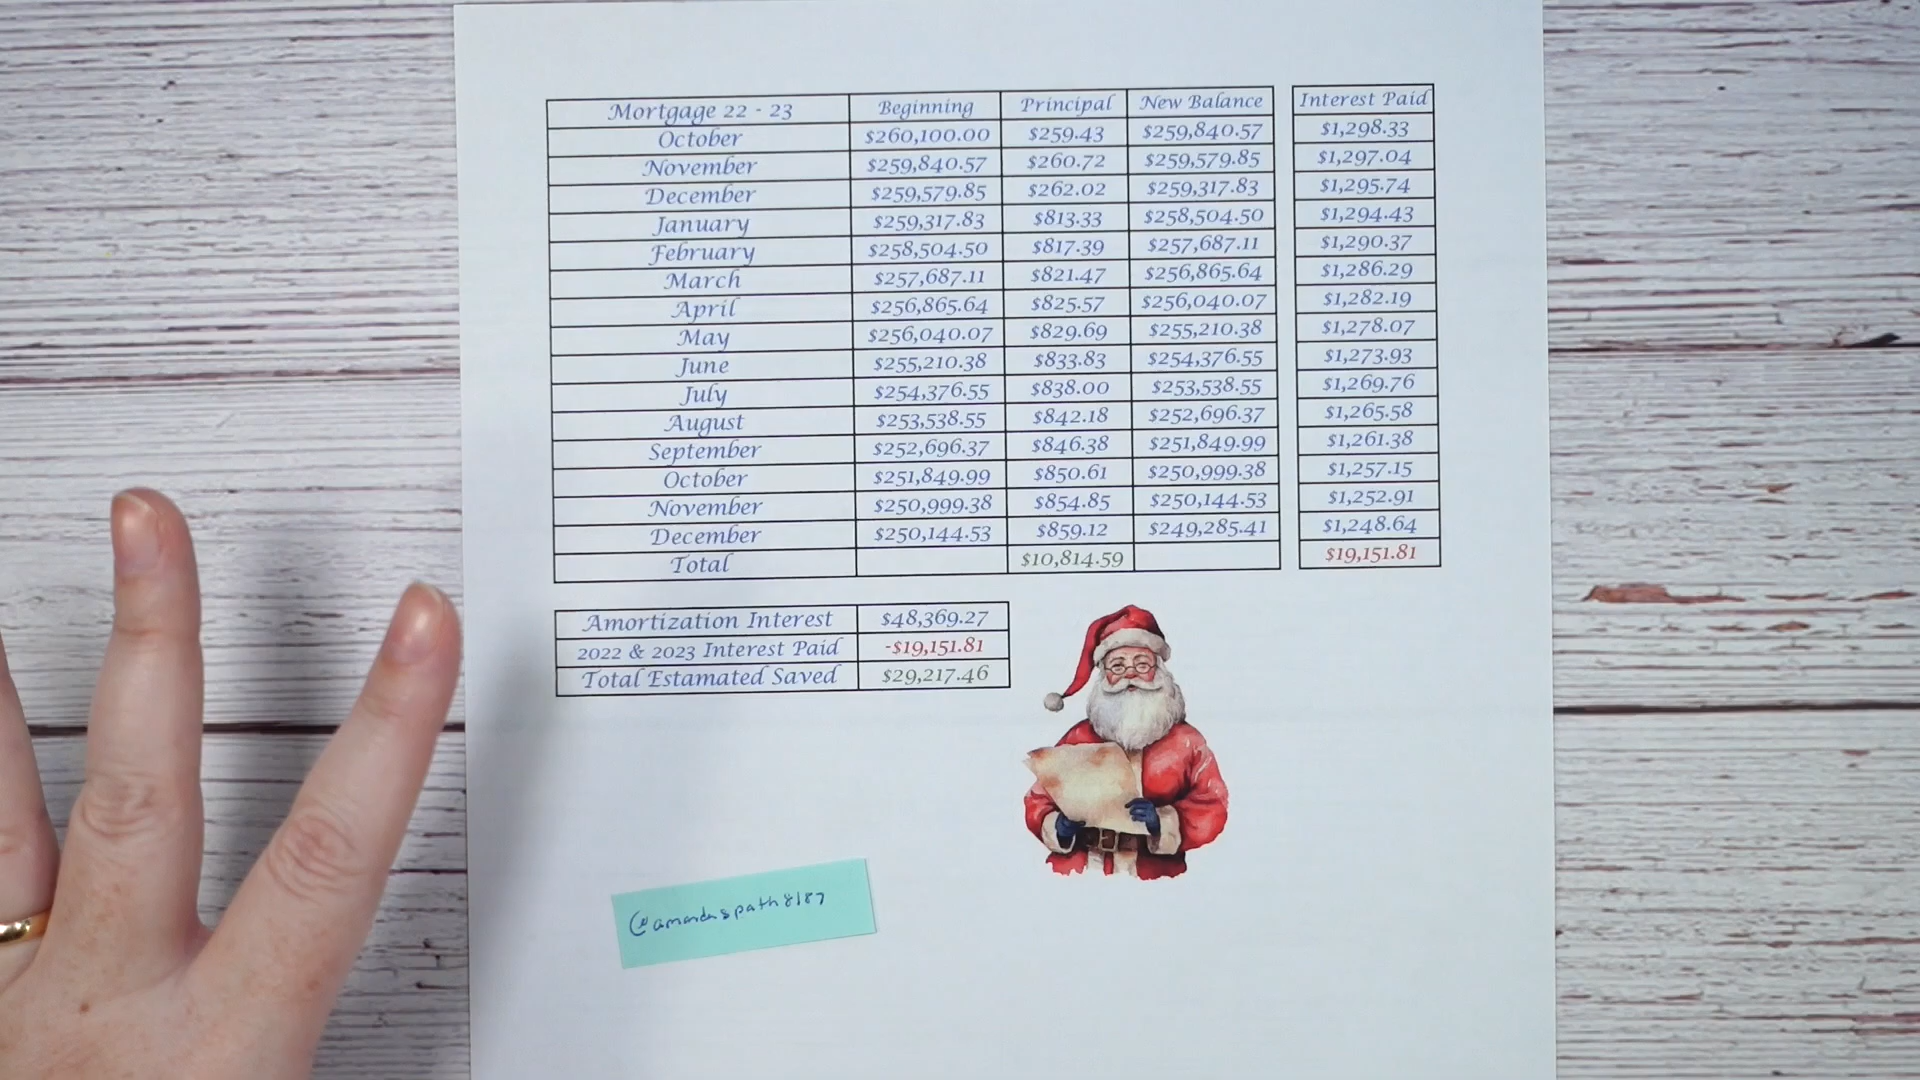 Mortgage 22 - 23 Beginning Principal New Balance Interest Paid
October $260,100.00 $259.43 $259,840.57 $1,298.33
November $259,840.57 $260.72 $259,579.85 $1,297.04
December $259,579.85 $262.02 $259,317.83 $1,295.74
January $259,317.83 $813.33 $258,504.50 $1,294.43
February $258,504.50 $817.39 $257,687.11 $1,290.37
March $257,687.11 $821.47 $256,865.64 $1,286.29
April $256,865.64 $825.57 $256,040.07 $1,282.19
May $256,040.07 $829.69 $255,210.38 $1,278.07
June $255,210.38 $833.83 $254,376.55 $1,273.93
July $254,376.55 $838.00 $253,538.55 $1,269.76
August $253,538.55 $842.18 $252,696.37 $1,265.58
September $252,696.37 $846.38 $251,849.99 $1,261.38
October $251,849.99 $850.61 $250,999.38 $1,257.15
November $250,999.38 $854.85 $250,144.53 $1,252.91
December $250,144.53 $859.12 $249,285.41 $1,248.64
Total $10,814.59 $19,151.81
Amortization Interest $48,369.27
2022 & 2023 Interest Paid -$19,151.81
Total Estamated Saved $29,217.46
@amandaspath8187